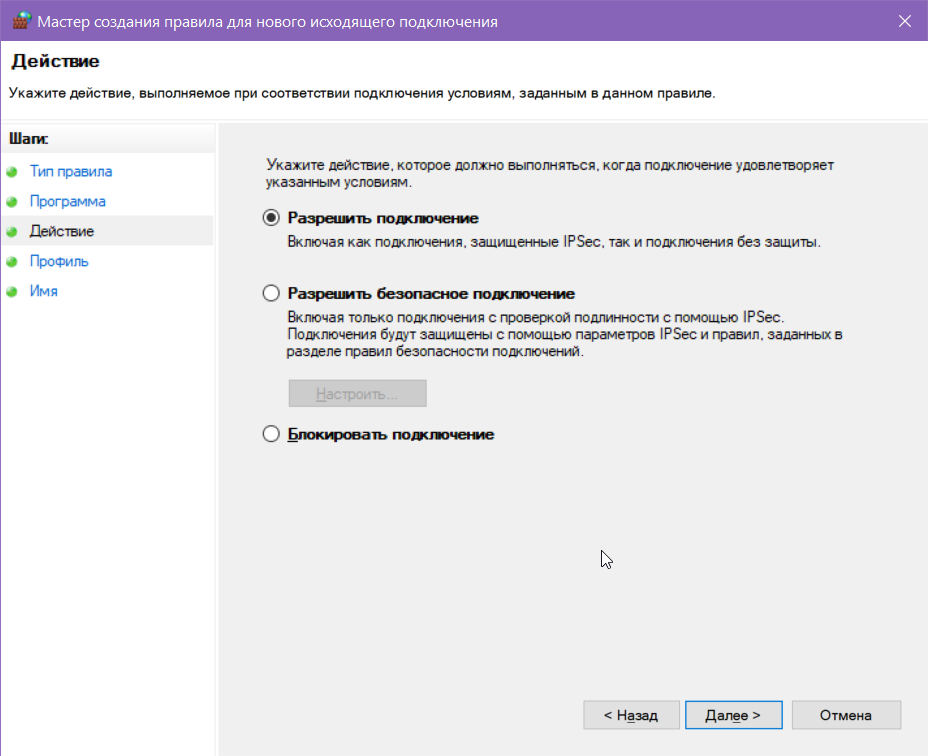 Мастер создания правила для нового исходящего подключения
Действие
Укажите действие, выполняемое при соответствии подключения условиям, заданным в данном правиле.
Шаги:
Тип правила
Программа
Действие
Профиль
Имя
Укажите действие, которое должно выполняться, когда подключение удовлетворяет
указанным условиям.
Разрешить подключение
Включая как подключения, защищенные IPSec, так и подключения без защиты.
Разрешить безопасное подключение
Включая только подключения с проверкой подлинности с помощью IPSec.
Подключения будут защищены с помощью параметров IPSec и правил, заданных в
разделе правил безопасности подключений.
Настроить...
Блокировать подключение
< Назад
Далее >
Отмена